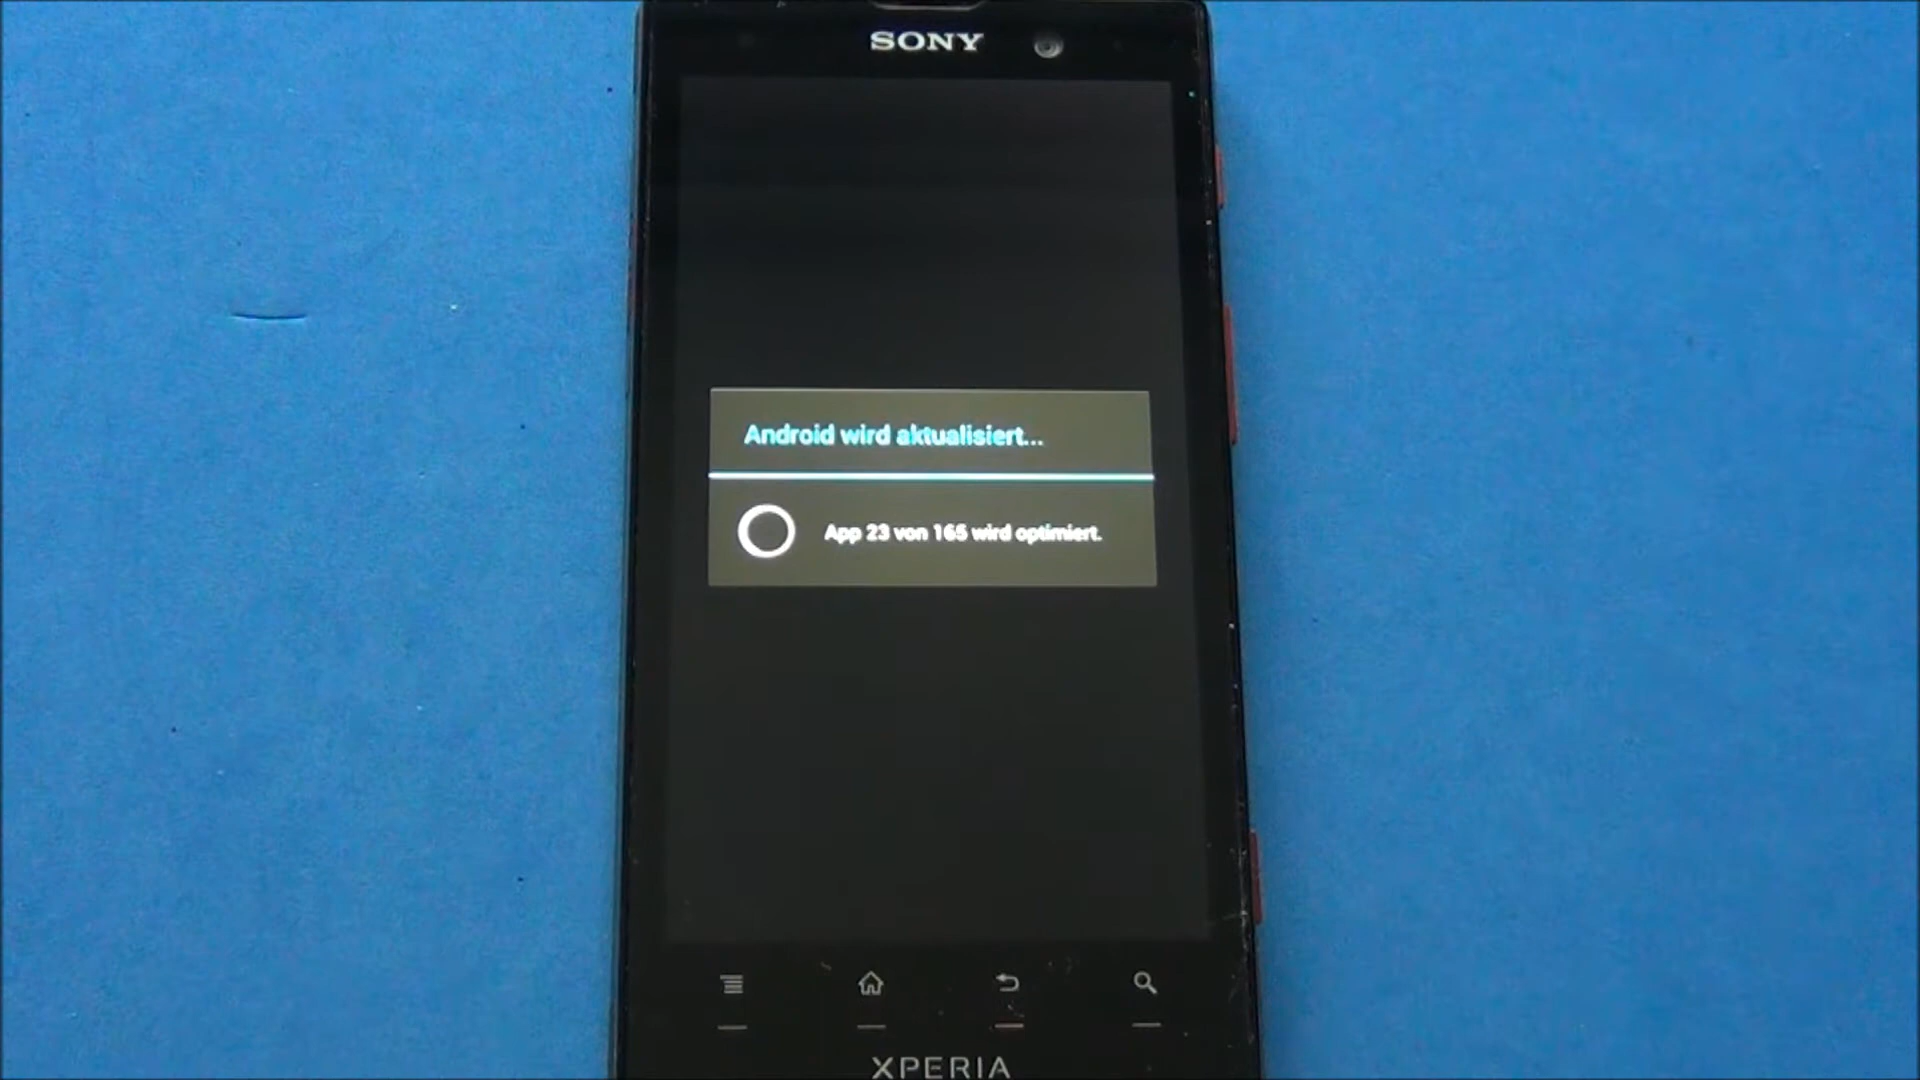 SONY
Android wird aktualisiert...
App 23 von 165 wird optimiert.
XPERIA